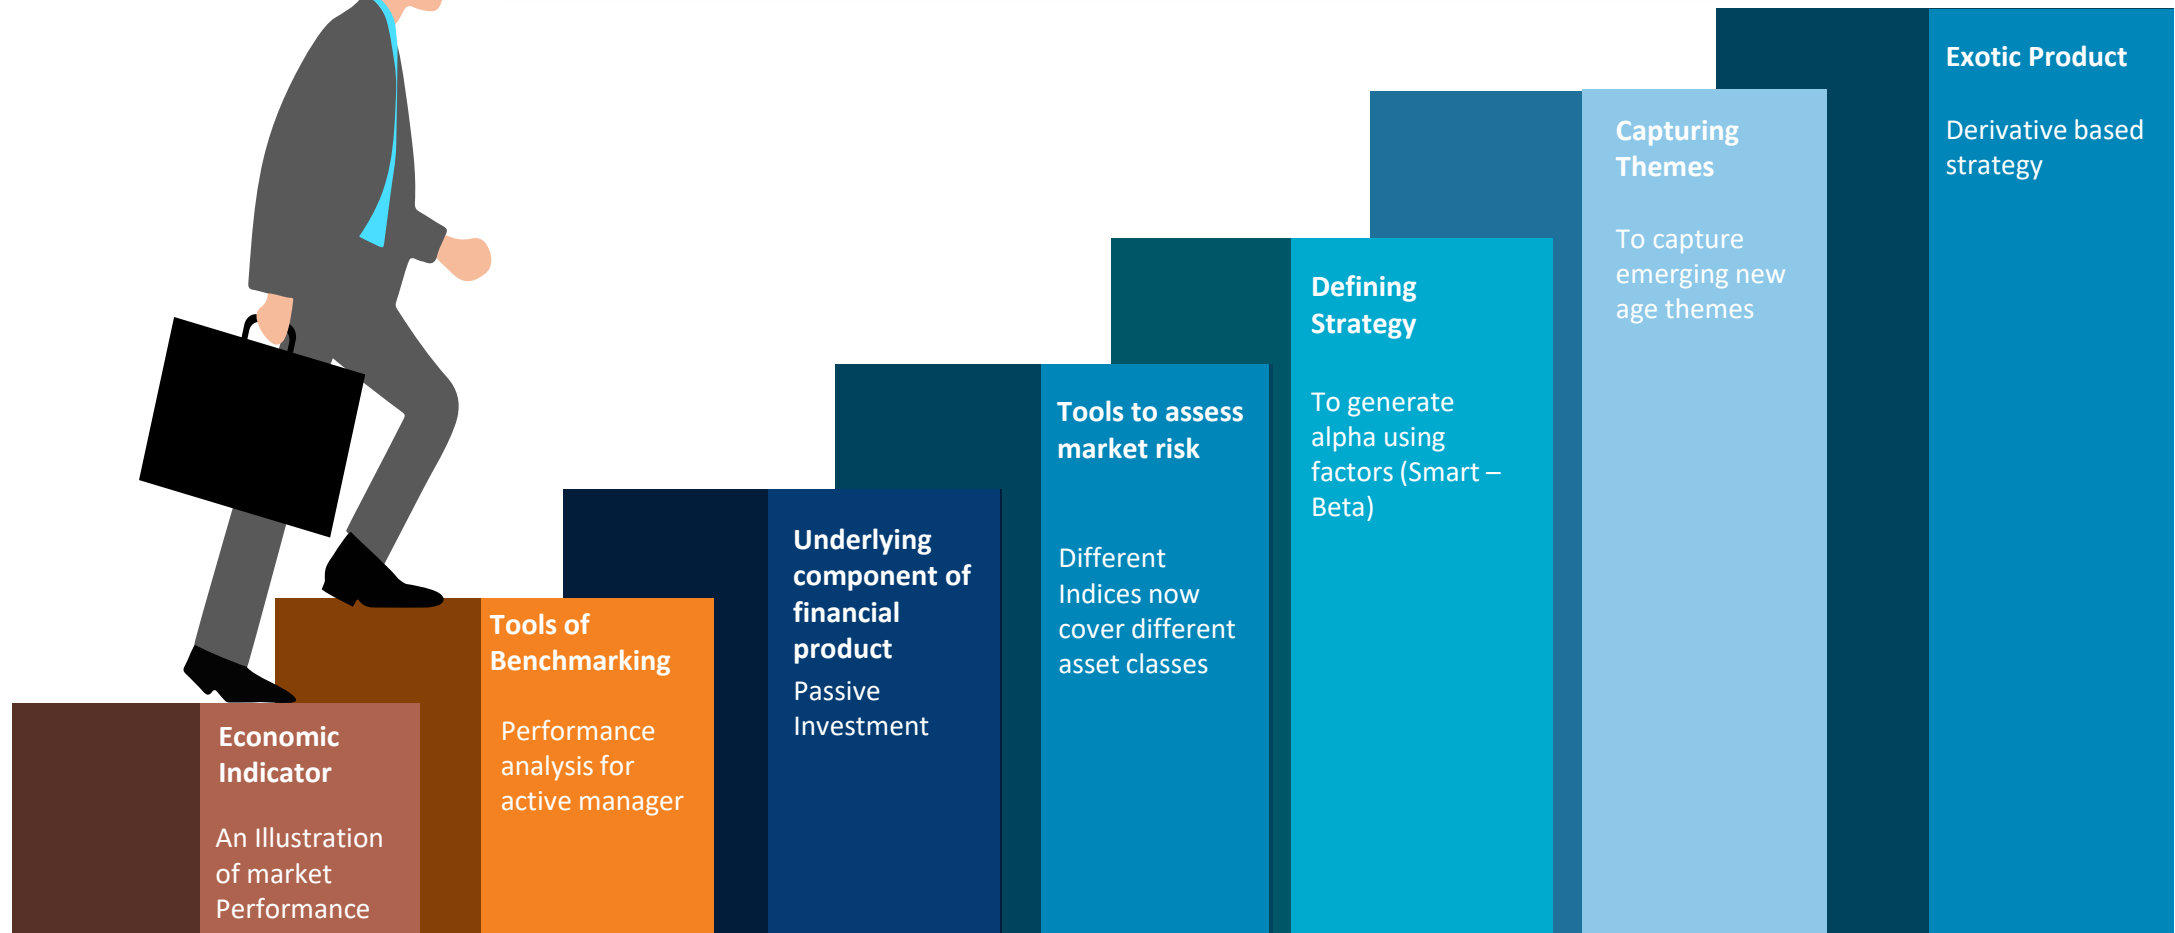 Economic
Indicator
An Illustration
of market
Performance
Tools of
Benchmarking
Performance
analysis for
active manager
Underlying
component of
financial
product
Passive
Investment
Tools to assess
market risk
Different
Indices now
cover different
asset classes
Defining
Strategy
To generate
alpha using
factors (Smart –
Beta)
Capturing
Themes
To capture
emerging new
age themes
Exotic Product
Derivative based
strategy